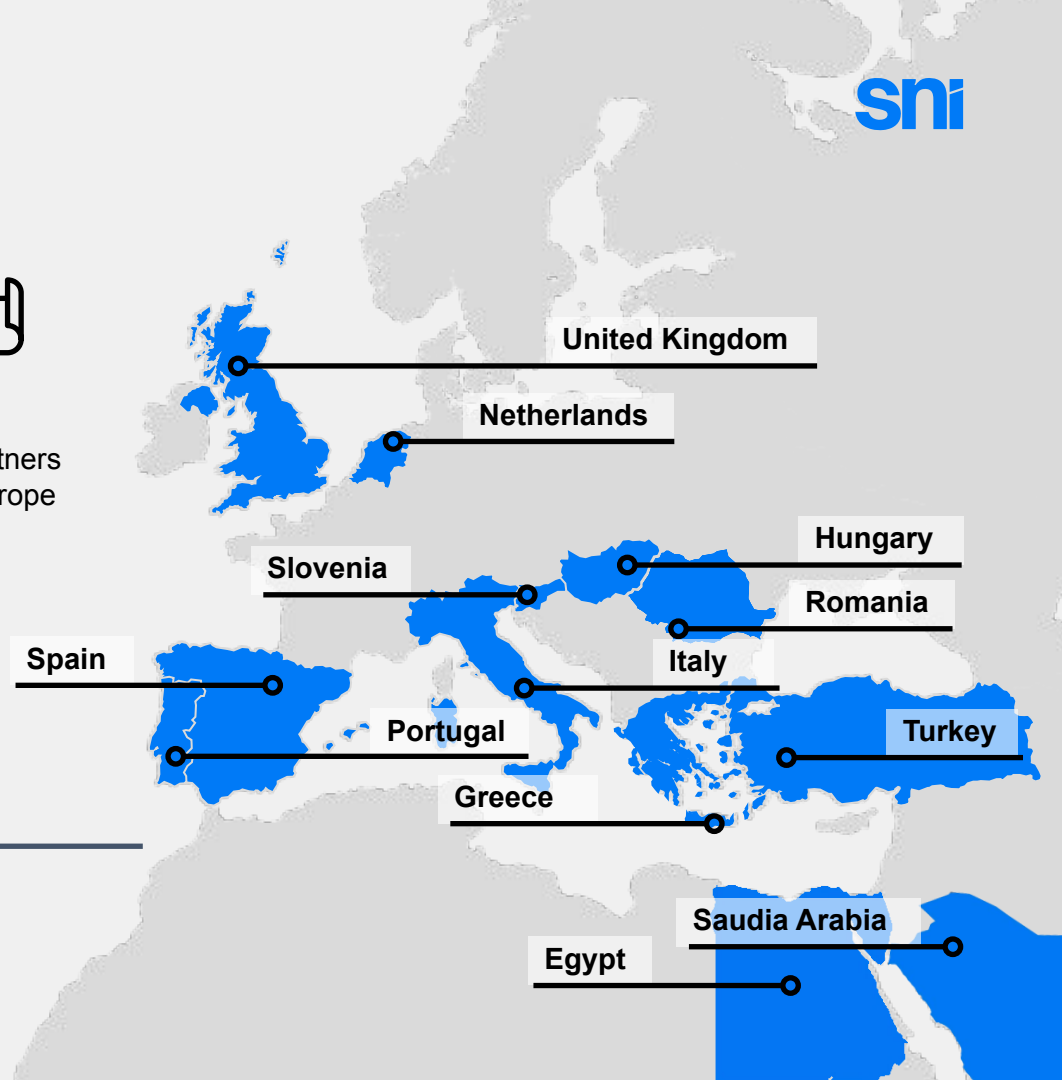 sni
United Kingdom
Netherlands
tners
rope
Hungary
Slovenia
Romania
Spain
Italy
Portugal
Turkey
Greece
Saudia Arabia
Egypt